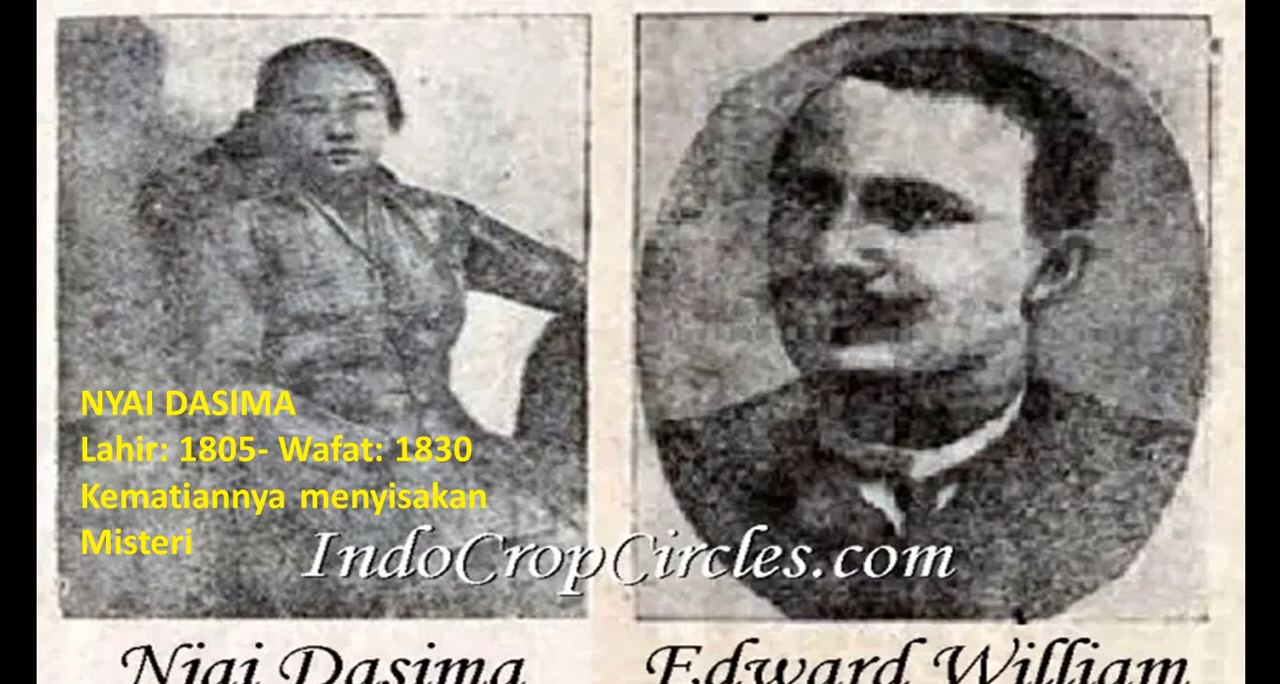 NYAI DASIMA
Lahir: 1805- Wafat: 1830
Kematiannya menyisakan
Misteri
IndoCropCircles.com
Njai Dasima
Edward William